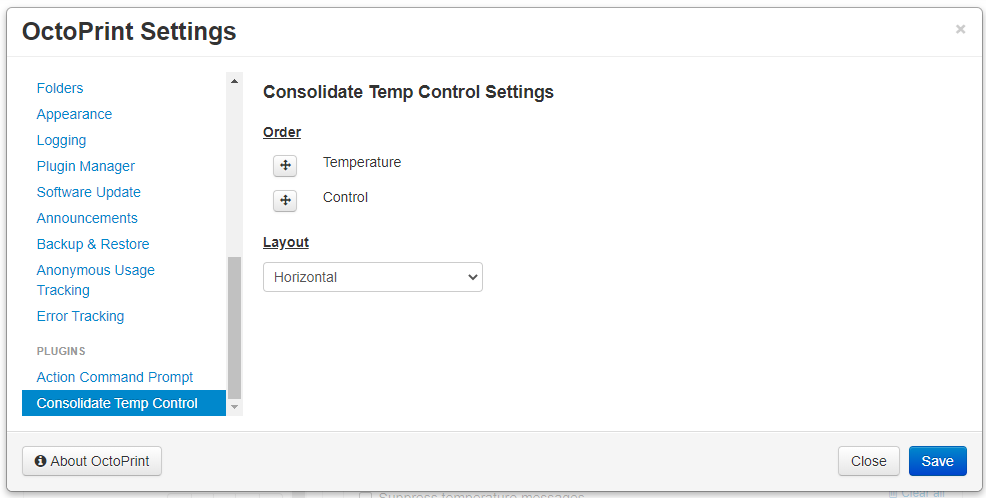 OctoPrint Settings
×
Folders
Appearance
Logging
Plugin Manager
Software Update
Announcements
Backup & Restore
Anonymous Usage
Tracking
Error Tracking
PLUGINS
Action Command Prompt
Consolidate Temp Control
Consolidate Temp Control Settings
Order
Temperature
Control
Layout
Horizontal
About OctoPrint
Close
Save
Suppress temperature messages
Clear all